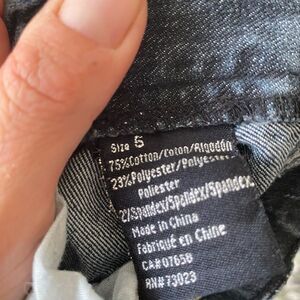 Size 5
75%Cotton/Coton/Algodón
23%Polyester/Polyester
Poliester
2%Spandex/Spandex/Spandex
Made in China
Fabriqué en Chine
CA#07658
RN#73023